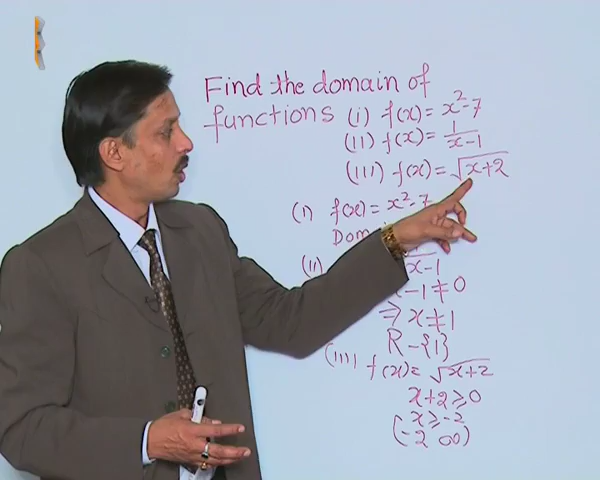 Find the domain of
functions (i) f(x) = x²-7
(ii) f(x) = 1/x-1
(iii) f(x) = √x+2
(i) f(x) = x²-7
(ii) x-1
-1 ≠ 0
⇒ x ≠ 1
R - {1}
(iii) f(x) = √x+2
x+2 ≥ 0
x ≥ -2
(-2 ∞)